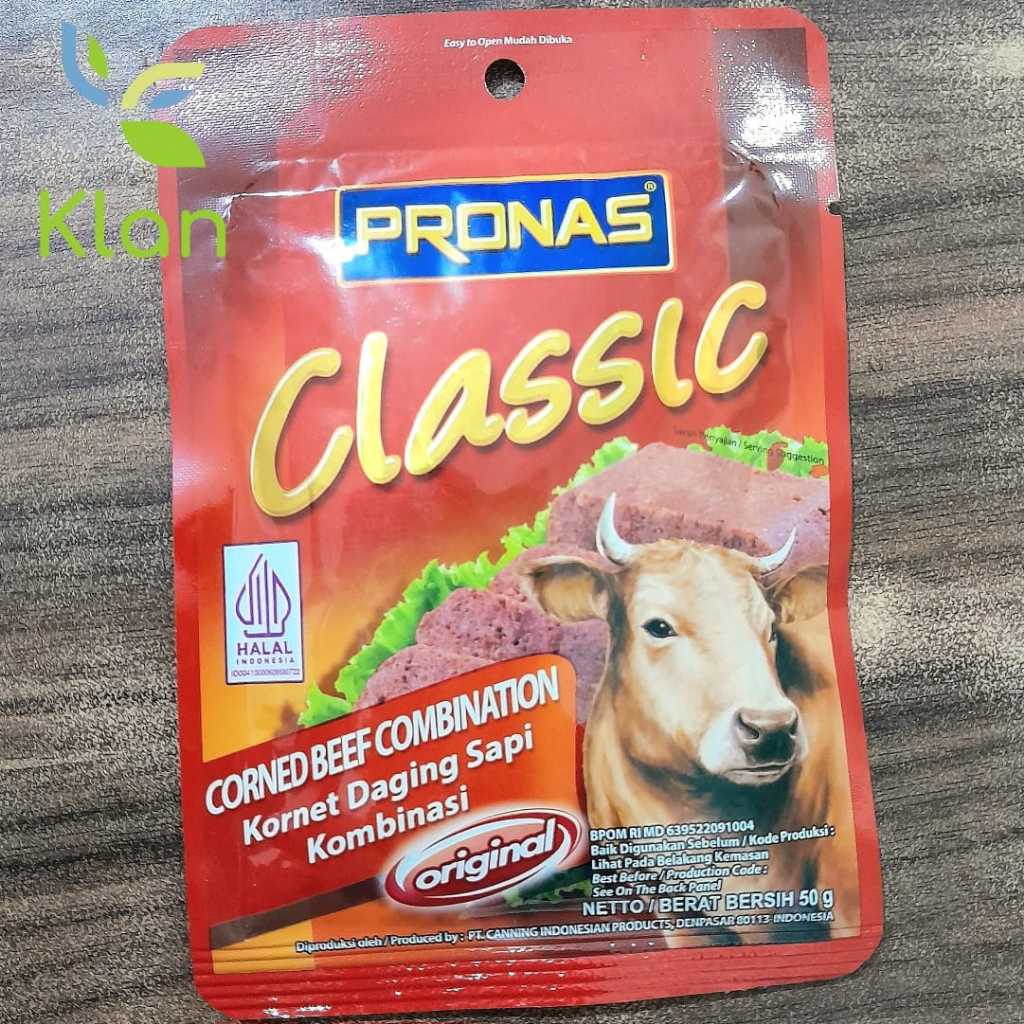 Easy to Open Mudah Dibuka
Klan
PRONAS®
Classic
Saran Penyajian / Serving Suggestion
HALAL
INDONESIA
CORNED BEEF COMBINATION
Kornet Daging Sapi
Kombinasi
original
BPOM RI MD 639522091004
Baik Digunakan Sebelum / Kode Produksi :
Lihat Pada Belakang Kemasan
Best Before / Production Code :
See On The Back Panel
NETTO / BERAT BERSIH 50 g
Diproduksi oleh / Produced by : PT. CANNING INDONESIAN PRODUCTS, DENPASAR 80113 - INDONESIA